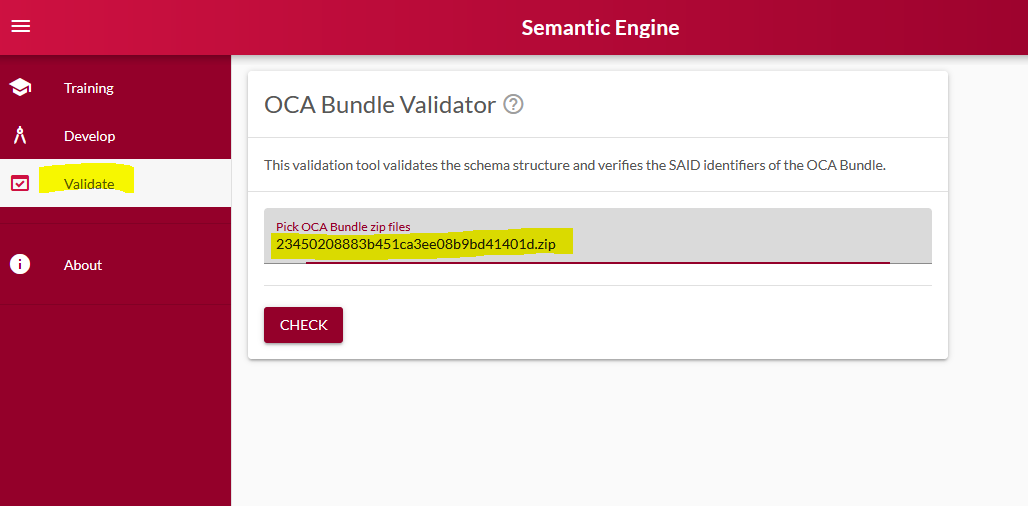 Semantic Engine
Training
Develop
Validate
About
OCA Bundle Validator
This validation tool validates the schema structure and verifies the SAID identifiers of the OCA Bundle.
Pick OCA Bundle zip files
23450208883b451ca3ee08b9bd41401d.zip
CHECK